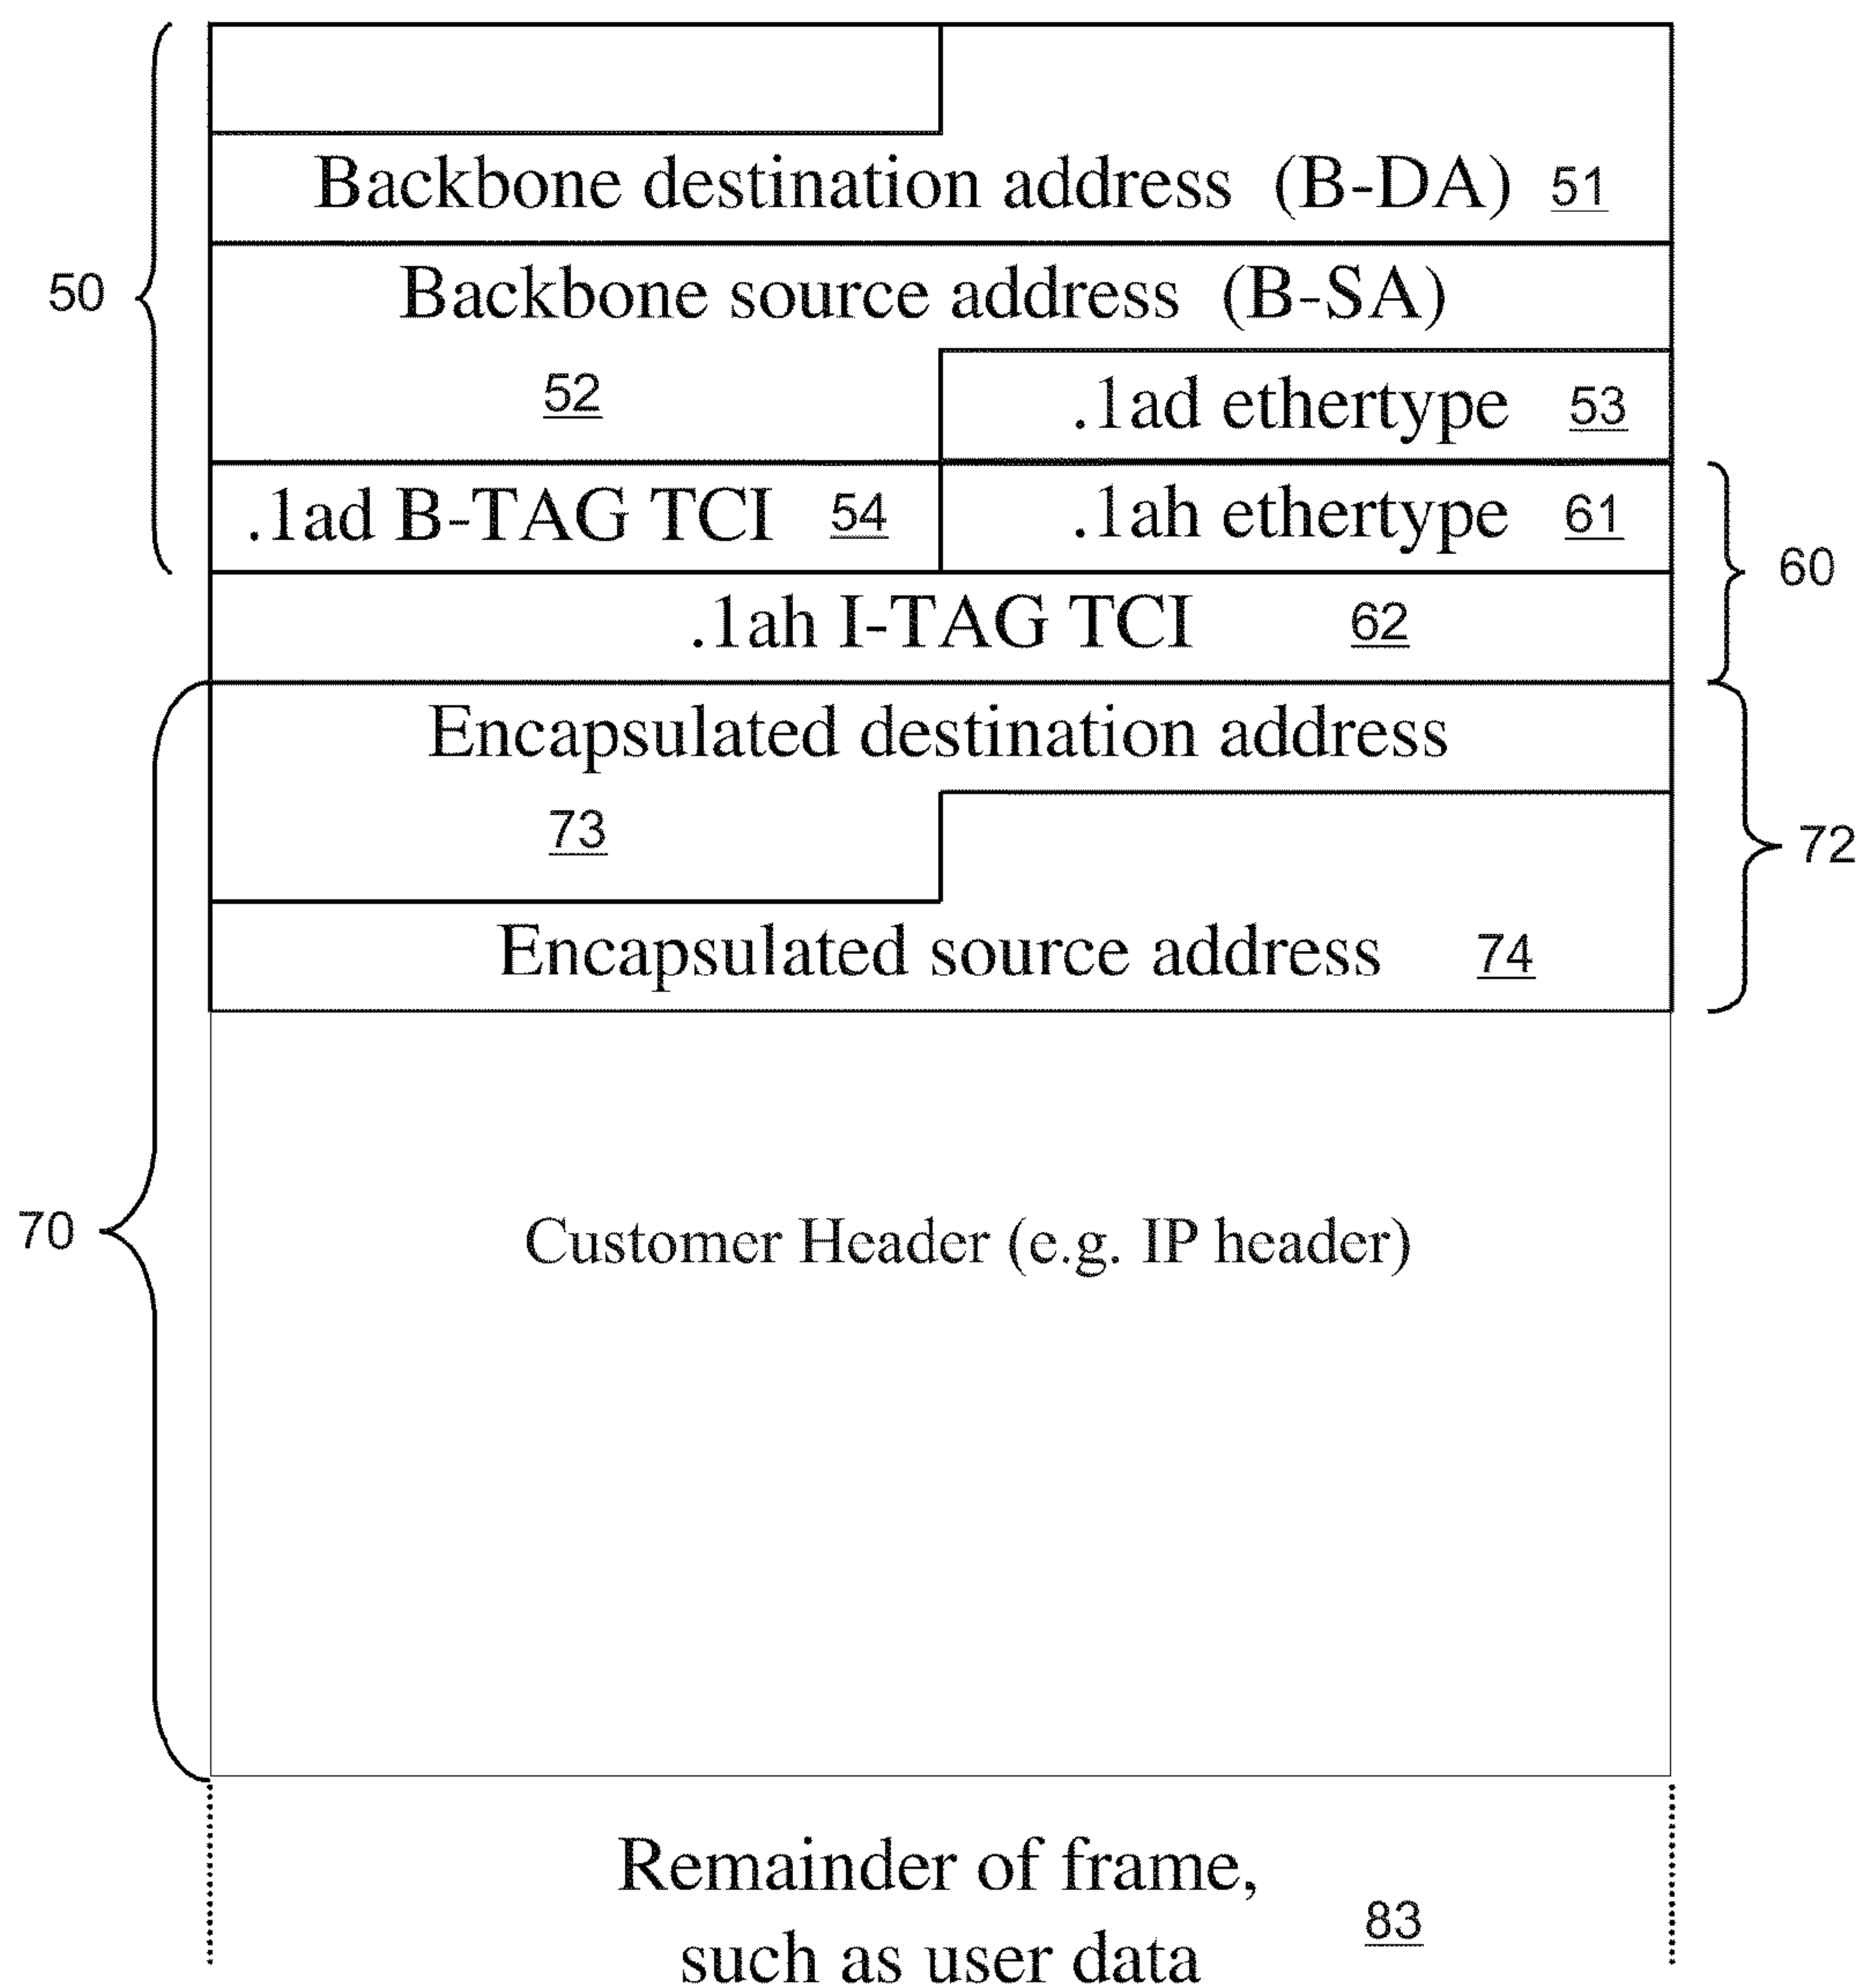 Backbone destination address (B-DA) 51
50
Backbone source address (B-SA)
52
.1ad ethertype 53
.1ad B-TAG TCI 54
.1ah ethertype 61
60
.1ah I-TAG TCI 62
Encapsulated destination address
73
72
Encapsulated source address 74
70
Customer Header (e.g. IP header)
Remainder of frame,
such as user data
83